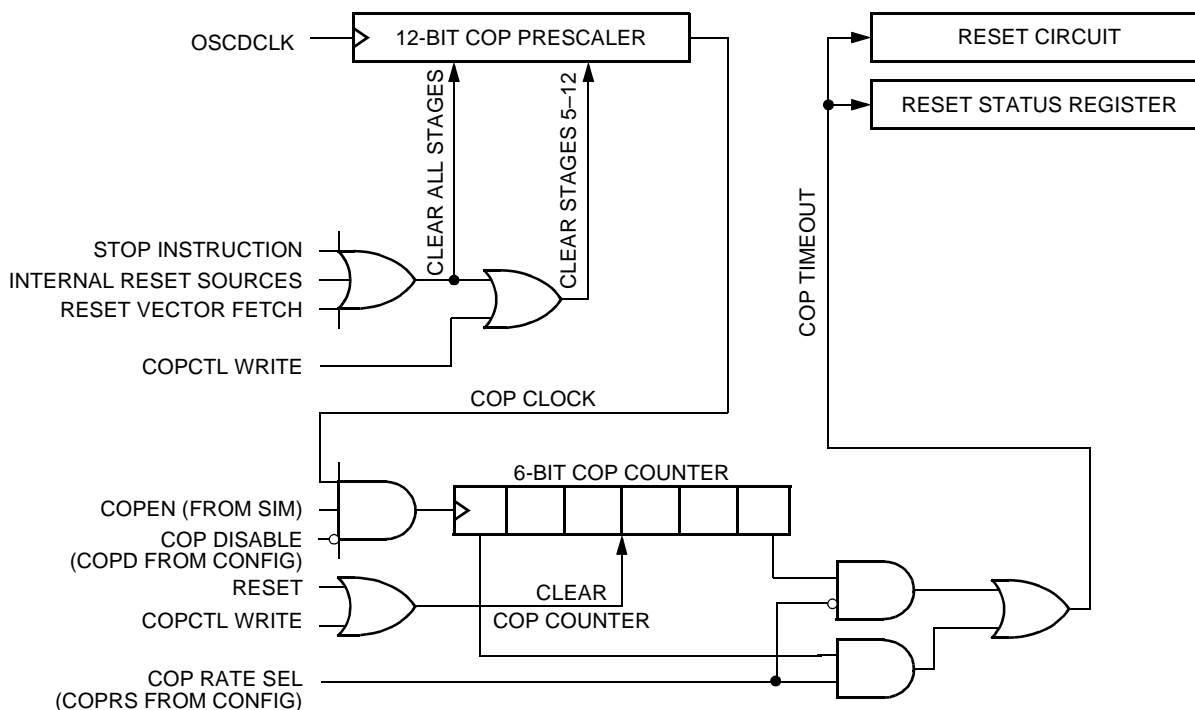 OSCDCLK
12-BIT COP PRESCALER
RESET CIRCUIT
RESET STATUS REGISTER
CLEAR ALL STAGES
CLEAR STAGES 5–12
COP TIMEOUT
STOP INSTRUCTION
INTERNAL RESET SOURCES
RESET VECTOR FETCH
COPCTL WRITE
COP CLOCK
6-BIT COP COUNTER
COPEN (FROM SIM)
COP DISABLE
(COPD FROM CONFIG)
RESET
COPCTL WRITE
CLEAR
COP COUNTER
COP RATE SEL
(COPRS FROM CONFIG)